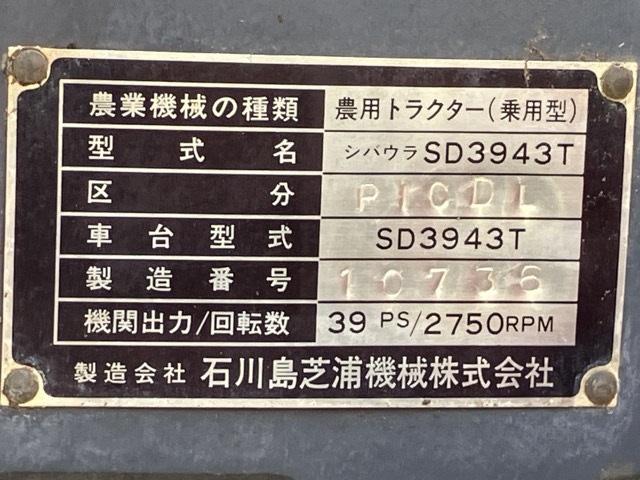 農業機械の種類 農用トラクター(乗用型)
型式名 シバウラ SD3943T
区分 PICDL
車台型式 SD3943T
製造番号 10736
機関出力/回転数 39 PS/2750RPM
製造会社 石川島芝浦機械株式会社